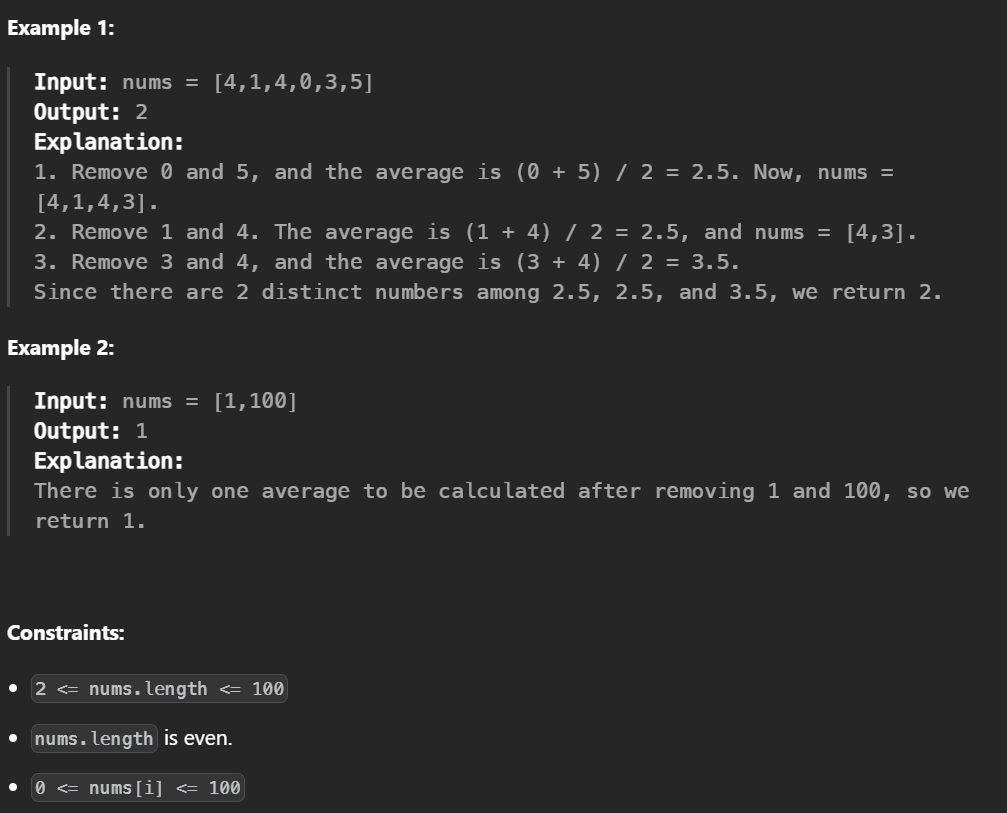 Example 1:
Input: nums = [4,1,4,0,3,5]
Output: 2
Explanation:
1. Remove 0 and 5, and the average is (0 + 5) / 2 = 2.5. Now, nums =
[4,1,4,3].
2. Remove 1 and 4. The average is (1 + 4) / 2 = 2.5, and nums = [4,3].
3. Remove 3 and 4, and the average is (3 + 4) / 2 = 3.5.
Since there are 2 distinct numbers among 2.5, 2.5, and 3.5, we return 2.
Example 2:
Input: nums = [1,100]
Output: 1
Explanation:
There is only one average to be calculated after removing 1 and 100, so we
return 1.
Constraints:
• 2 <= nums.length <= 100
• nums.length is even.
• 0 <= nums[i] <= 100